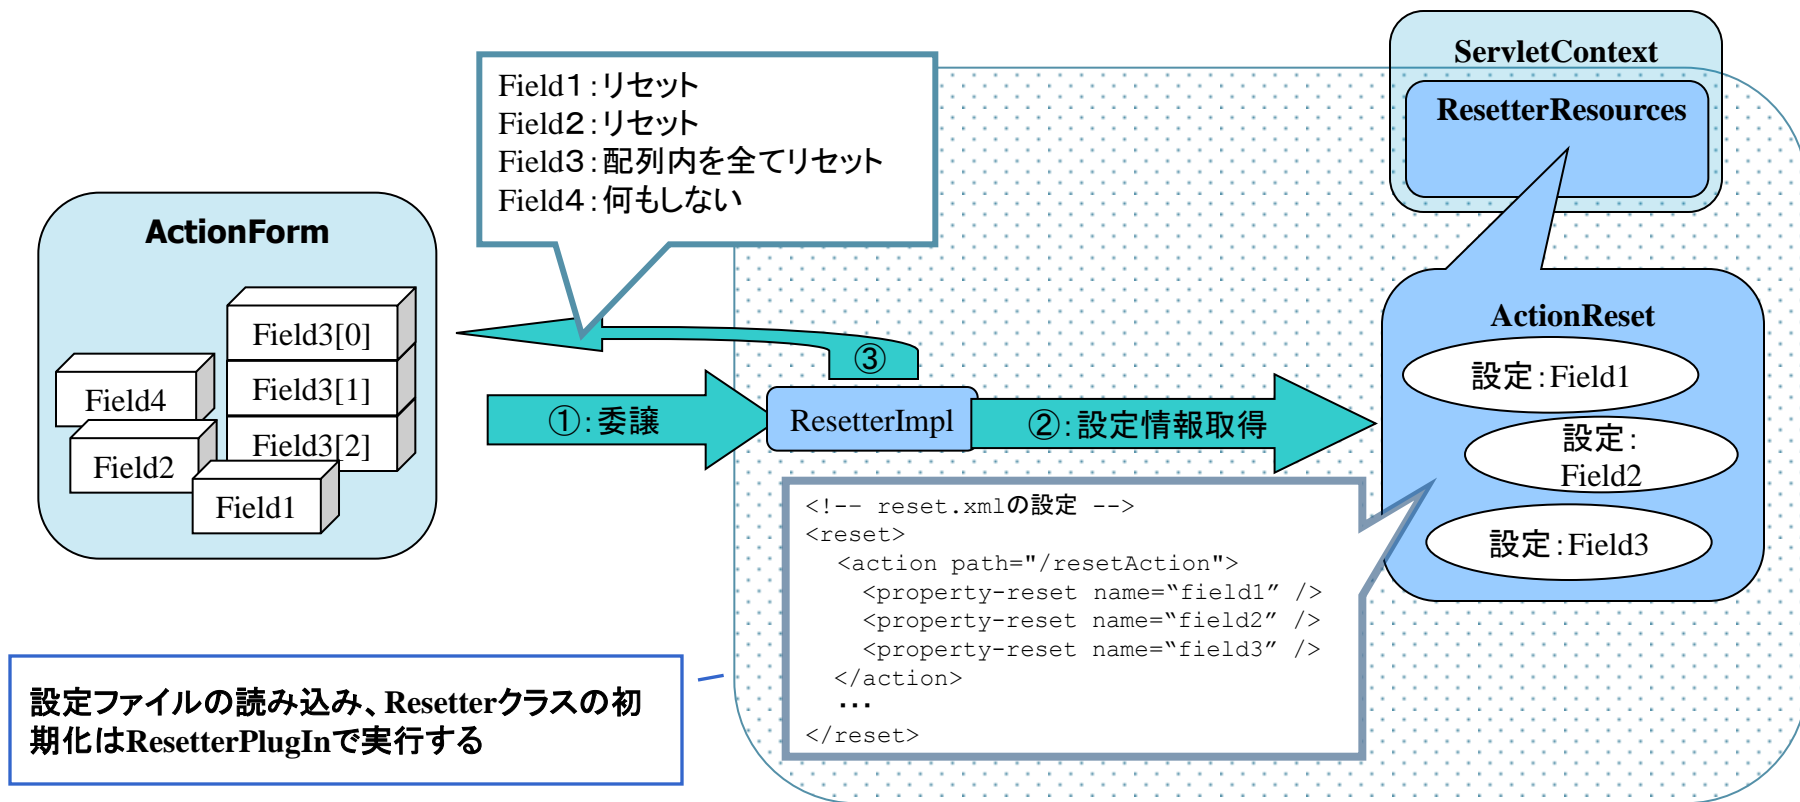 ServletContext
ResetterResources
Field１：リセット
Field２：リセット
Field３：配列内を全てリセット
Field４：何もしない
ActionForm
Field3[0]
Field3[1]
Field3[2]
Field4
Field2
Field1
③
①：委譲
ResetterImpl
②：設定情報取得
ActionReset
設定：Field1
設定：
Field2
設定：Field3
<!-- reset.xmlの設定 -->
<reset>
<action path="/resetAction">
<property-reset name=“field1” />
<property-reset name=“field2” />
<property-reset name=“field3” />
</action>
・・・
</reset>
設定ファイルの読み込み、Resetterクラスの初
期化はResetterPlugInで実行する